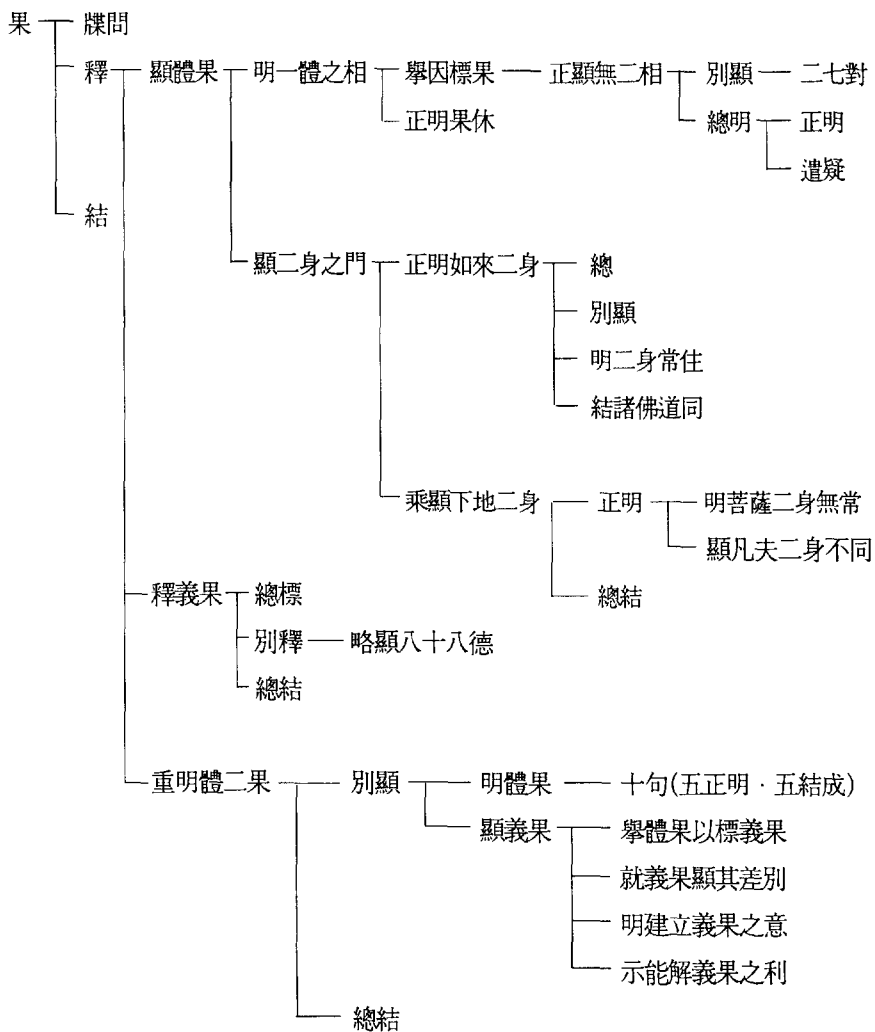 果 牒問
釋 顯體果 明一體之相 擧因標果 正顯無二相 別顯 二七對
正明果休 總明 正明
遣疑
結
顯二身之門 正明如來二身 總
別顯
明二身常住
結諸佛道同
乘顯下地二身 正明 明菩薩二身無常
顯凡夫二身不同
釋義果 總標 總結
別釋 略顯八十八德
總結
重明體二果 別顯 明體果 十句(五正明·五結成)
顯義果 擧體果以標義果
就義果顯其差別
明建立義果之意
示能解義果之利
總結